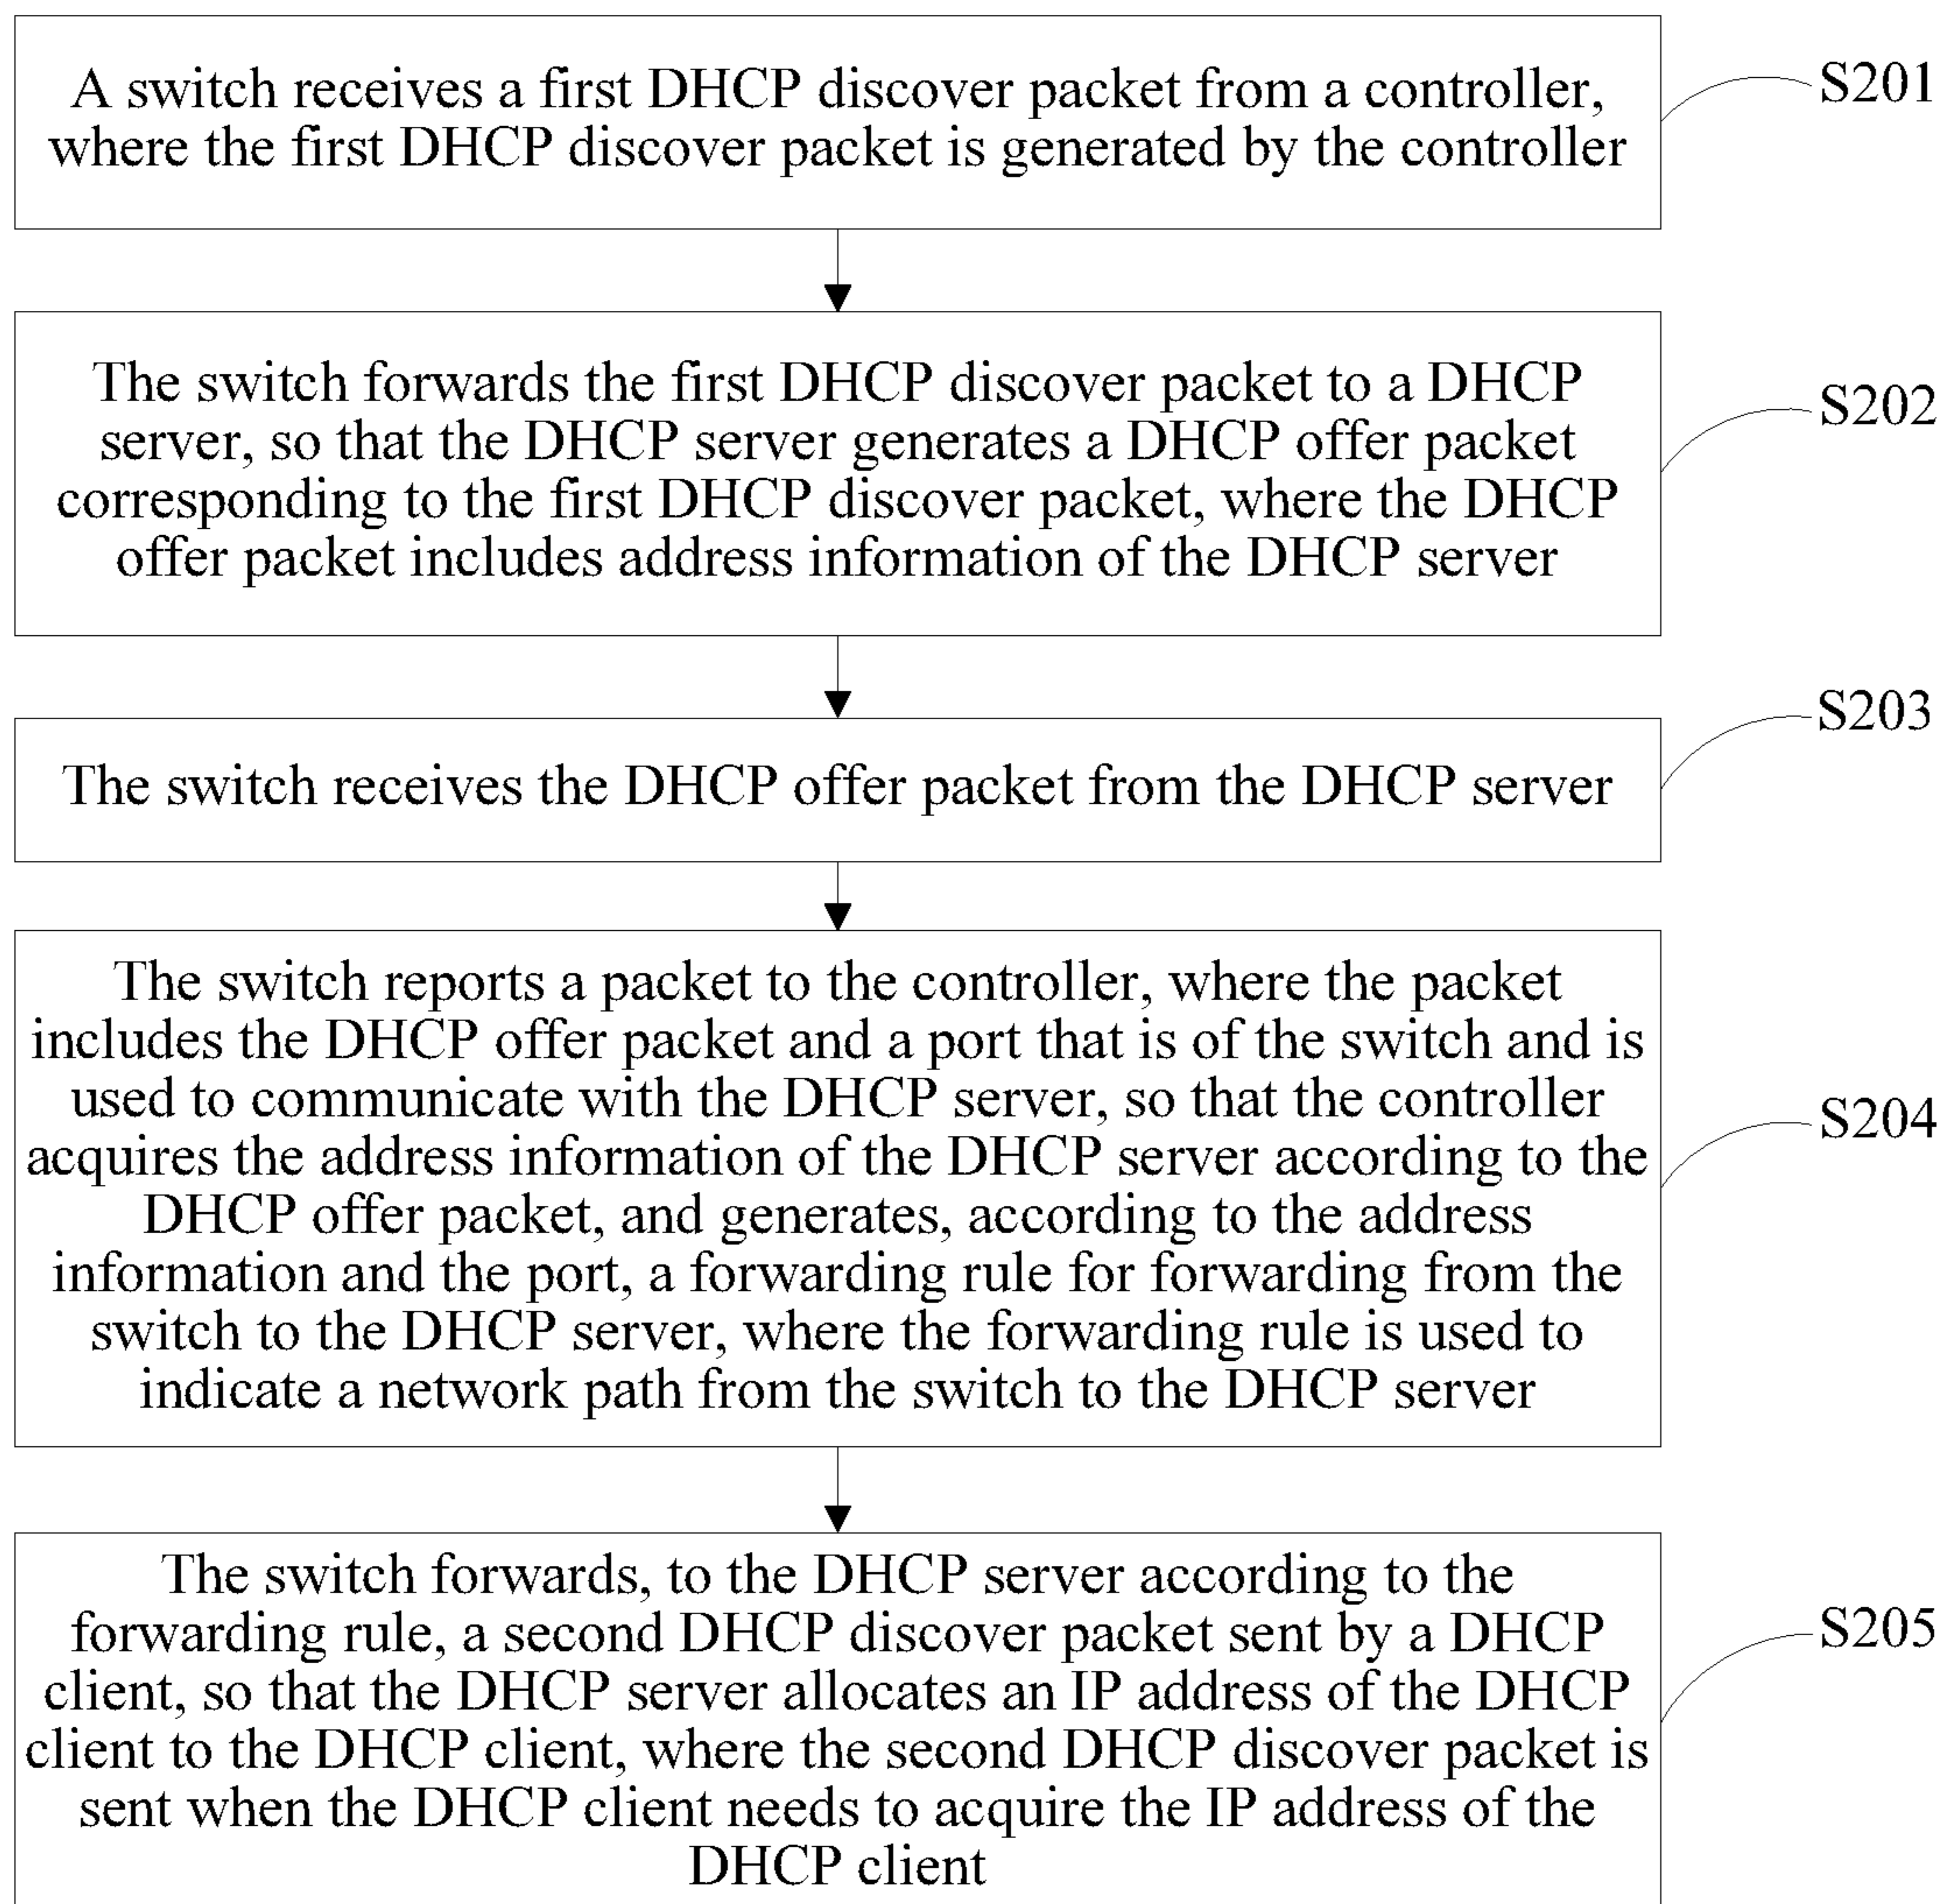 A switch receives a first DHCP discover packet from a controller,
where the first DHCP discover packet is generated by the controller
S201
The switch forwards the first DHCP discover packet to a DHCP
server, so that the DHCP server generates a DHCP offer packet
corresponding to the first DHCP discover packet, where the DHCP
offer packet includes address information of the DHCP server
S202
The switch receives the DHCP offer packet from the DHCP server
S203
The switch reports a packet to the controller, where the packet
includes the DHCP offer packet and a port that is of the switch and is
used to communicate with the DHCP server, so that the controller
acquires the address information of the DHCP server according to the
DHCP offer packet, and generates, according to the address
information and the port, a forwarding rule for forwarding from the
switch to the DHCP server, where the forwarding rule is used to
indicate a network path from the switch to the DHCP server
S204
The switch forwards, to the DHCP server according to the
forwarding rule, a second DHCP discover packet sent by a DHCP
client, so that the DHCP server allocates an IP address of the DHCP
client to the DHCP client, where the second DHCP discover packet is
sent when the DHCP client needs to acquire the IP address of the
DHCP client
S205